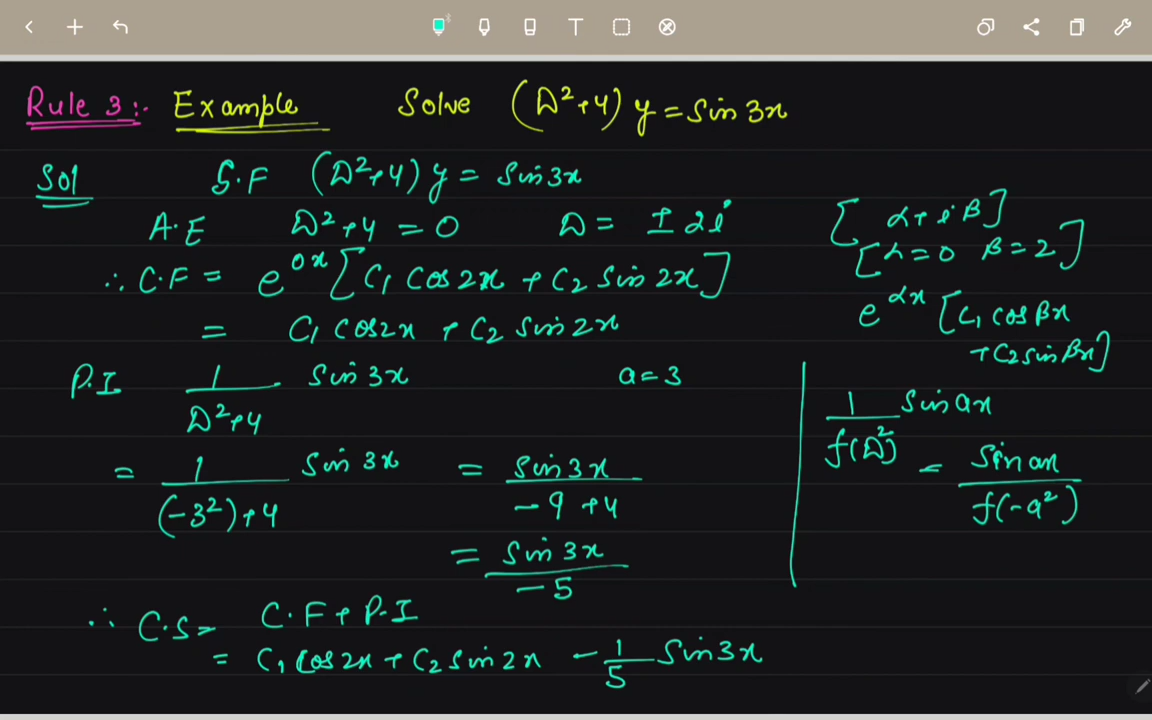 Rule 3:- Example Solve (D²+4) y = Sin 3x
Sol S.F (D²+4) y = Sin 3x
A.E D²+4 = 0 D = ± 2i
[α+iβ]
[α=0 β=2]
∴ C.F = e^{0x} [C₁ Cos 2x + C₂ Sin 2x]
= C₁ cos2x + C₂ Sin 2x
e^{αx} [C₁ cos βx
+C₂ sin βx]
P.I 1/(D²+4) Sin 3x a = 3
= 1/((-3²)+4) Sin 3x = Sin 3x/(-9 +4)
= Sin 3x/-5
1/f(D²) Sin ax
= Sin ax/f(-a²)
∴ C.S = C.F + P.I
= C₁ Cos 2x + C₂ Sin 2x - 1/5 Sin 3x
T